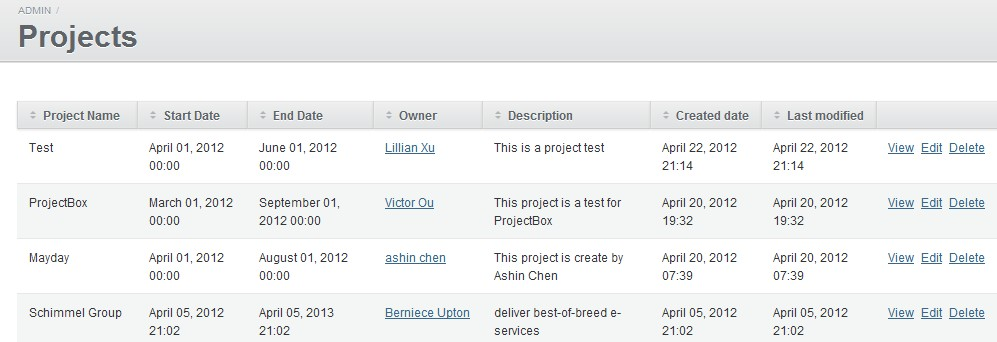 ADMIN /
Projects
Project Name Start Date End Date Owner Description Created date Last modified
Test April 01, 2012 June 01, 2012 Lillian Xu This is a project test April 22, 2012 April 22, 2012 View Edit Delete
00:00 00:00 21:14 21:14
ProjectBox March 01, 2012 September 01, Victor Ou This project is a test for April 20, 2012 April 20, 2012 View Edit Delete
00:00 2012 00:00 ProjectBox 19:32 19:32
Mayday April 01, 2012 August 01, 2012 ashin chen This project is create by April 20, 2012 April 20, 2012 View Edit Delete
00:00 00:00 Ashin Chen 07:39 07:39
Schimmel Group April 05, 2012 April 05, 2013 Berniece Upton deliver best-of-breed e- April 05, 2012 April 05, 2012 View Edit Delete
21:02 21:02 services 21:02 21:02